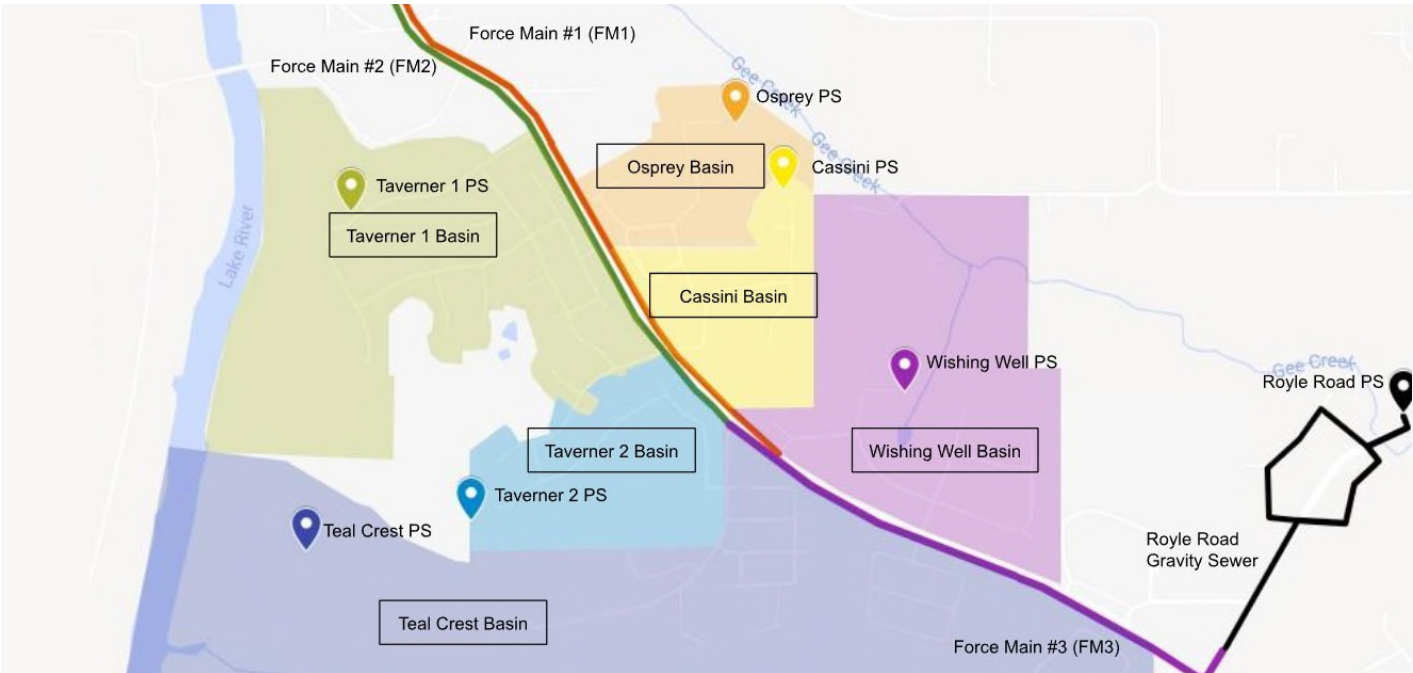 Force Main #1 (FM1)
Force Main #2 (FM2)
Gee Creek
Osprey PS
Gee Creek
Osprey Basin
Cassini PS
Taverner 1 PS
Taverner 1 Basin
Lake River
Cassini Basin
Wishing Well PS
Gee Creek
Royle Road PS
Taverner 2 Basin
Wishing Well Basin
Taverner 2 PS
Teal Crest PS
Royle Road
Gravity Sewer
Teal Crest Basin
Force Main #3 (FM3)